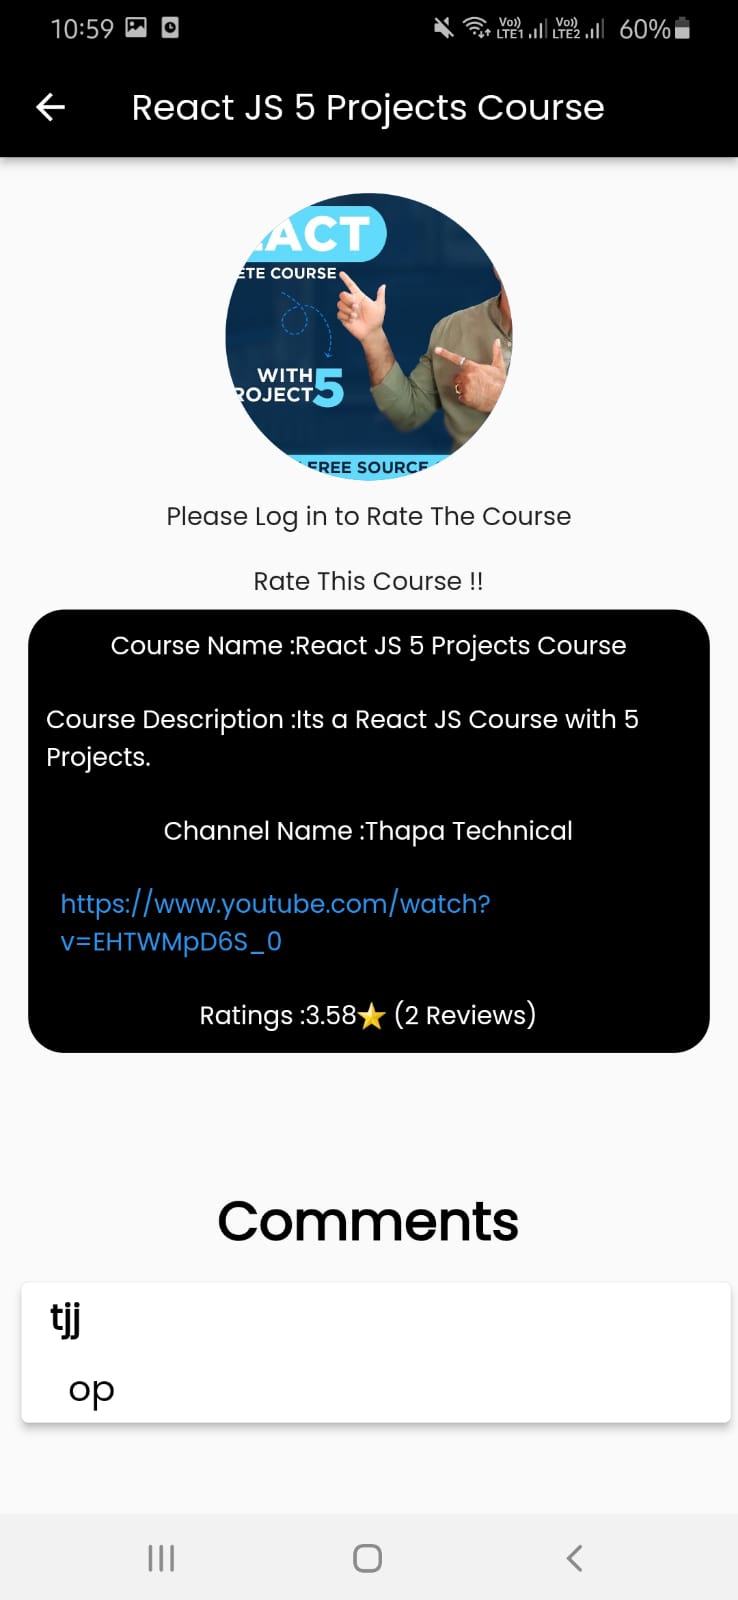 10:59 Vo)) LTE1 Vo)) LTE2 60%
React JS 5 Projects Course
ACT
ETE COURSE
WITH 5
ROJECT
FREE SOURCE
Please Log in to Rate The Course
Rate This Course !!
Course Name :React JS 5 Projects Course
Course Description :Its a React JS Course with 5
Projects.
Channel Name :Thapa Technical
https://www.youtube.com/watch?
v=EHTWMpD6S_0
Ratings :3.58⭐ (2 Reviews)
Comments
tjj
op